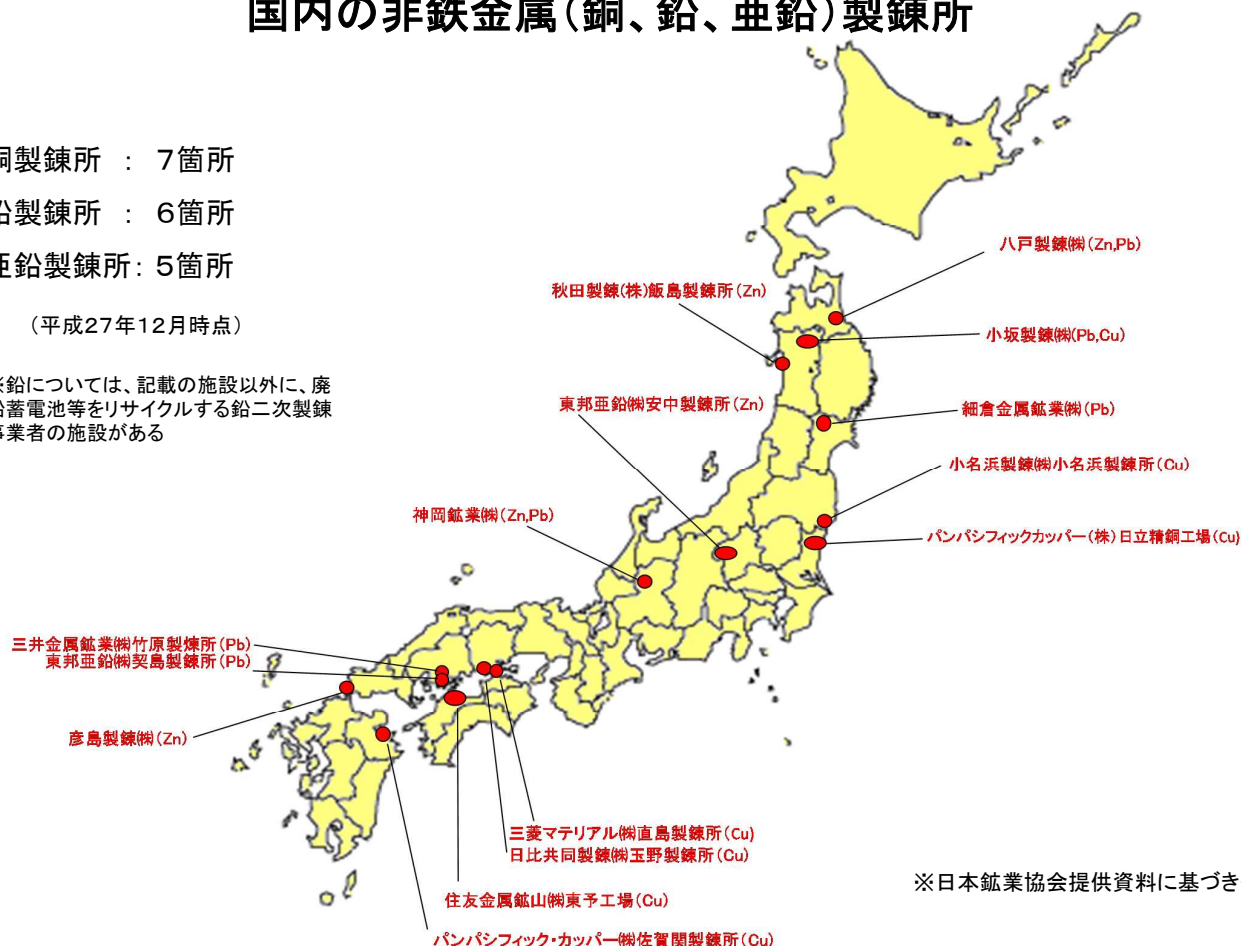 国内の非鉄金属（銅、鉛、亜鉛）製錬所
銅製錬所　：　７箇所
鉛製錬所　：　６箇所
亜鉛製錬所：５箇所
（平成２７年１２月時点）
※鉛については、記載の施設以外に、廃
鉛蓄電池等をリサイクルする鉛二次製錬
事業者の施設がある
八戸製錬㈱（Zn,Pb）
秋田製錬(株)飯島製錬所（Zn）
小坂製錬㈱(Pb,Cu)
東邦亜鉛㈱安中製錬所（Zn）
細倉金属鉱業㈱（Pb）
小名浜製錬㈱小名浜製錬所（Cu）
神岡鉱業㈱（Zn,Pb）
パンパシフィックカッパー（株）日立精銅工場（Cu）
三井金属鉱業㈱竹原製煉所（Pb）
東邦亜鉛㈱契島製錬所（Pb）
彦島製錬㈱（Zn）
三菱マテリアル㈱直島製錬所（Cu）
日比共同製錬㈱玉野製錬所（Cu）
住友金属鉱山㈱東予工場（Cu）
パンパシフィック・カッパー㈱佐賀関製錬所（Cu）
※日本鉱業協会提供資料に基づき